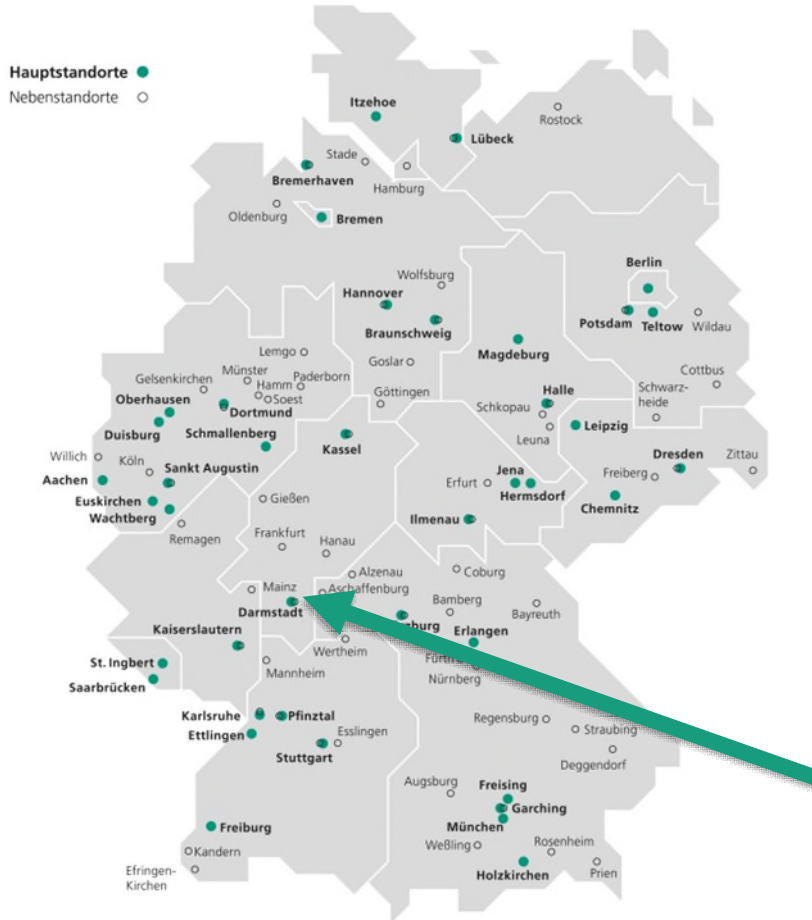 Hauptstandorte
Nebenstandorte
Itzehoe
Rostock
Lübeck
Stade
Bremerhaven
Hamburg
Oldenburg
Bremen
Berlin
Wolfsburg
Hannover
Potsdam
Teltow
Wildau
Braunschweig
Magdeburg
Lemgo
Goslar
Münster
Paderborn
Gelsenkirchen
Hamm
Cottbus
Oberhausen
Soest
Göttingen
Halle
Schwarz-
heide
Dortmund
Schkopau
Leipzig
Duisburg
Schmallenberg
Kassel
Leuna
Willich
Köln
Sankt Augustin
Jena
Dresden
Zittau
Aachen
Erfurt
Freiberg
Euskirchen
Gießen
Hermsdorf
Chemnitz
Wachtberg
Ilmenau
Remagen
Frankfurt
Hanau
Alzenau
Coburg
Mainz
Aschaffenburg
Bamberg
Bayreuth
Darmstadt
Kaiserslautern
Erlangen
Wertheim
St. Ingbert
Mannheim
Nürnberg
Saarbrücken
Karlsruhe
Pfinztal
Regensburg
Straubing
Ettlingen
Esslingen
Stuttgart
Deggendorf
Augsburg
Freising
Garching
Freiburg
München
Kandern
Weßling
Rosenheim
Efringen-
Kirchen
Holzkirchen
Prien